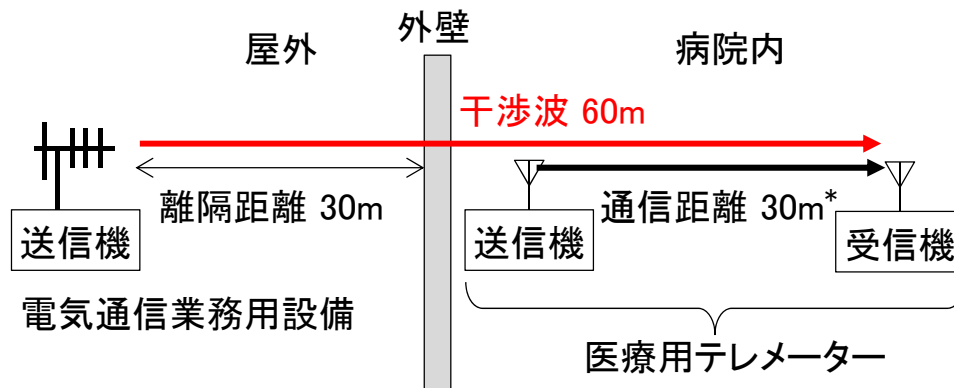 屋外
外壁
病院内
干渉波 60m
離隔距離 30m
通信距離 30m*
送信機
送信機
受信機
電気通信業務用設備
医療用テレメーター